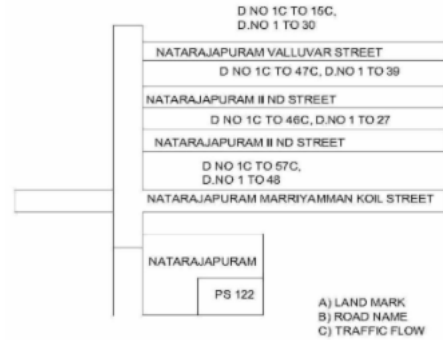 D NO 1C TO 15C,
D.NO 1 TO 30
NATARAJAPURAM VALLUVAR STREET
D NO 1C TO 47C, D.NO 1 TO 39
NATARAJAPURAM II ND STREET
D NO 1C TO 46C, D.NO 1 TO 27
NATARAJAPURAM II ND STREET
D NO 1C TO 57C,
D.NO 1 TO 48
NATARAJAPURAM MARRIYAMMAN KOIL STREET
NATARAJAPURAM
PS 122
A) LAND MARK
B) ROAD NAME
C) TRAFFIC FLOW